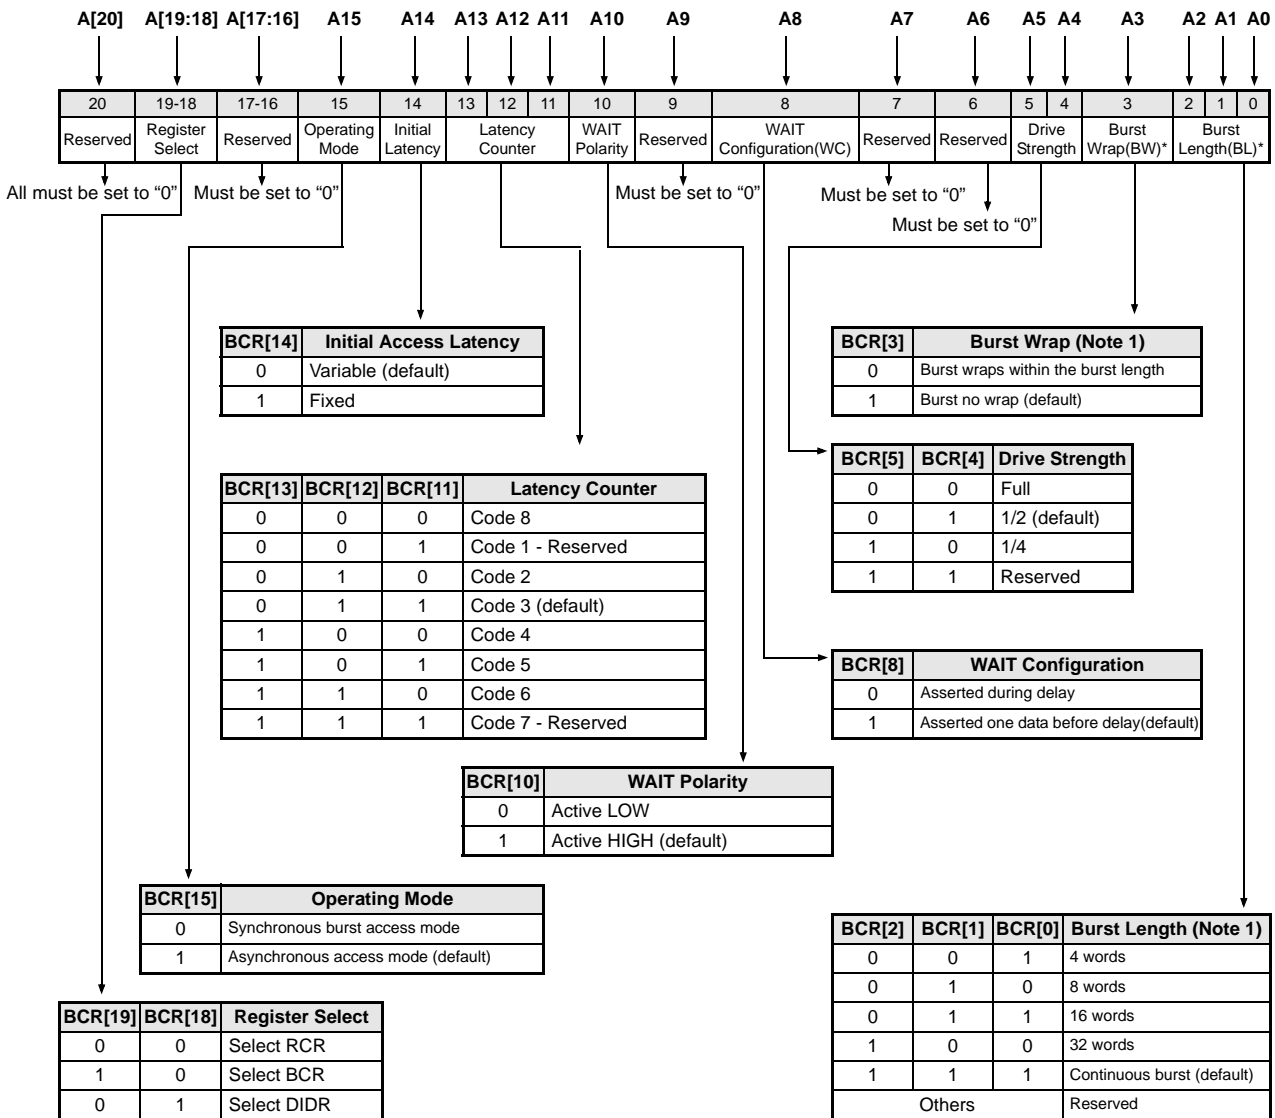 A[20] A[19:18] A[17:16] A15 A14 A13 A12 A11 A10 A9 A8 A7 A6 A5 A4 A3 A2 A1 A0
20 19-18 17-16 15 14 13 12 11 10 9 8 7 6 5 4 3 2 1 0
Reserved Register Select Reserved Operating Mode Initial Latency Latency Counter WAIT Polarity Reserved WAIT Configuration(WC) Reserved Reserved Drive Strength Burst Wrap(BW)* Burst Length(BL)*
All must be set to “0” Must be set to “0” Must be set to “0” Must be set to “0”
Must be set to “0”
BCR[14] Initial Access Latency
0 Variable (default)
1 Fixed
BCR[3] Burst Wrap (Note 1)
0 Burst wraps within the burst length
1 Burst no wrap (default)
BCR[5] BCR[4] Drive Strength
0 0 Full
0 1 1/2 (default)
1 0 1/4
1 1 Reserved
BCR[13] BCR[12] BCR[11] Latency Counter
0 0 0 Code 8
0 0 1 Code 1 - Reserved
0 1 0 Code 2
0 1 1 Code 3 (default)
1 0 0 Code 4
1 0 1 Code 5
1 1 0 Code 6
1 1 1 Code 7 - Reserved
BCR[8] WAIT Configuration
0 Asserted during delay
1 Asserted one data before delay(default)
BCR[10] WAIT Polarity
0 Active LOW
1 Active HIGH (default)
BCR[15] Operating Mode
0 Synchronous burst access mode
1 Asynchronous access mode (default)
BCR[19] BCR[18] Register Select
0 0 Select RCR
1 0 Select BCR
0 1 Select DIDR
BCR[2] BCR[1] BCR[0] Burst Length (Note 1)
0 0 1 4 words
0 1 0 8 words
0 1 1 16 words
1 0 0 32 words
1 1 1 Continuous burst (default)
Others Reserved